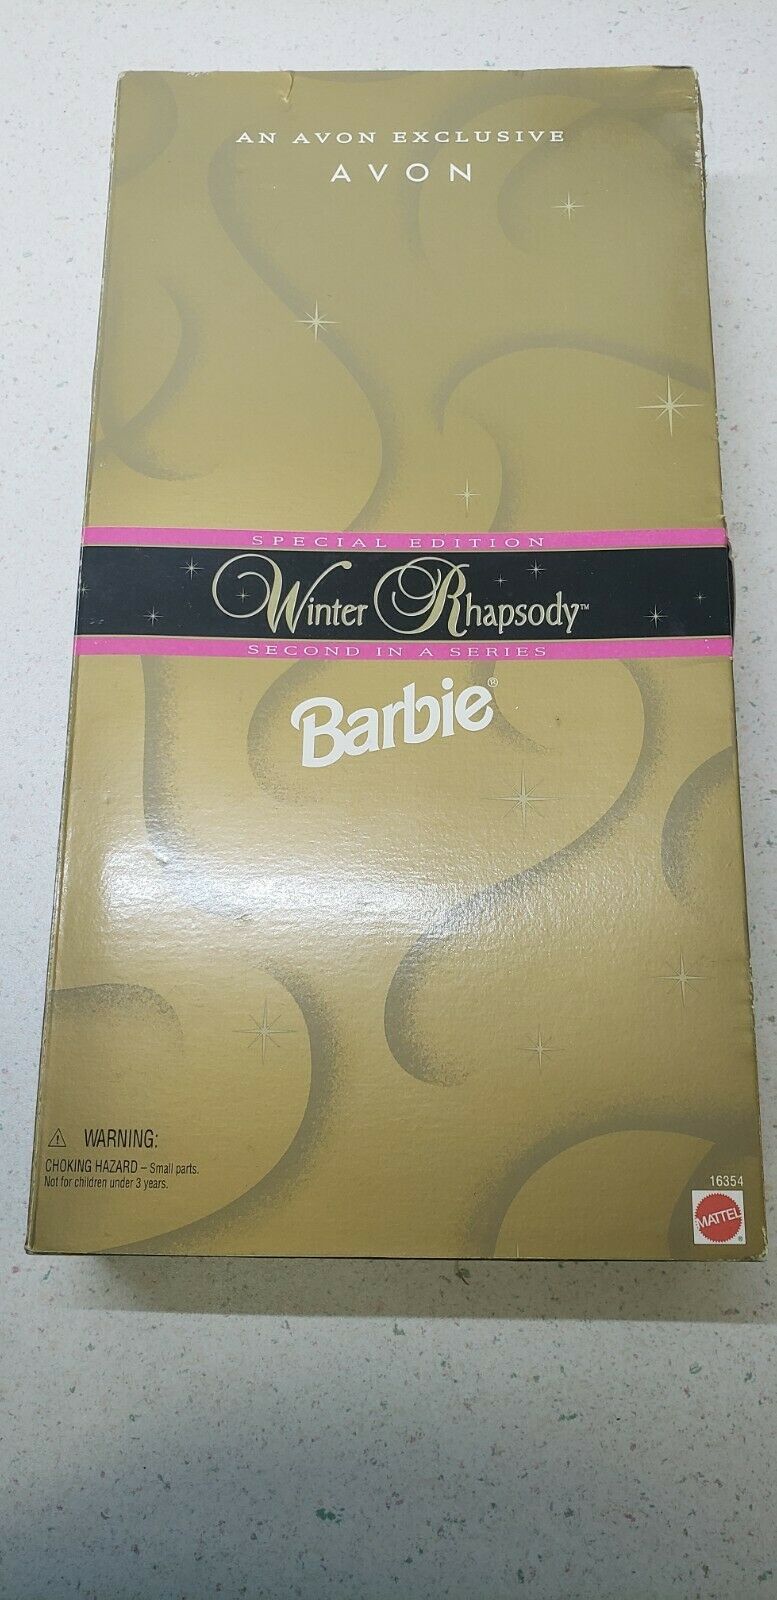 AN AVON EXCLUSIVE
AVON
SPECIAL EDITION
Winter Rhapsody™
SECOND IN A SERIES
Barbie®
⚠ WARNING:
CHOKING HAZARD – Small parts.
Not for children under 3 years.
16354
MATTEL®